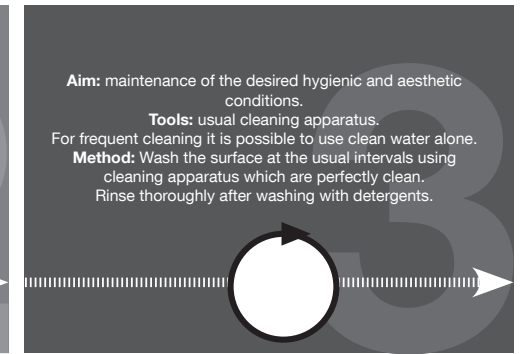 Aim: maintenance of the desired hygienic and aesthetic
conditions.
Tools: usual cleaning apparatus.
For frequent cleaning it is possible to use clean water alone.
Method: Wash the surface at the usual intervals using
cleaning apparatus which are perfectly clean.
Rinse thoroughly after washing with detergents.
3